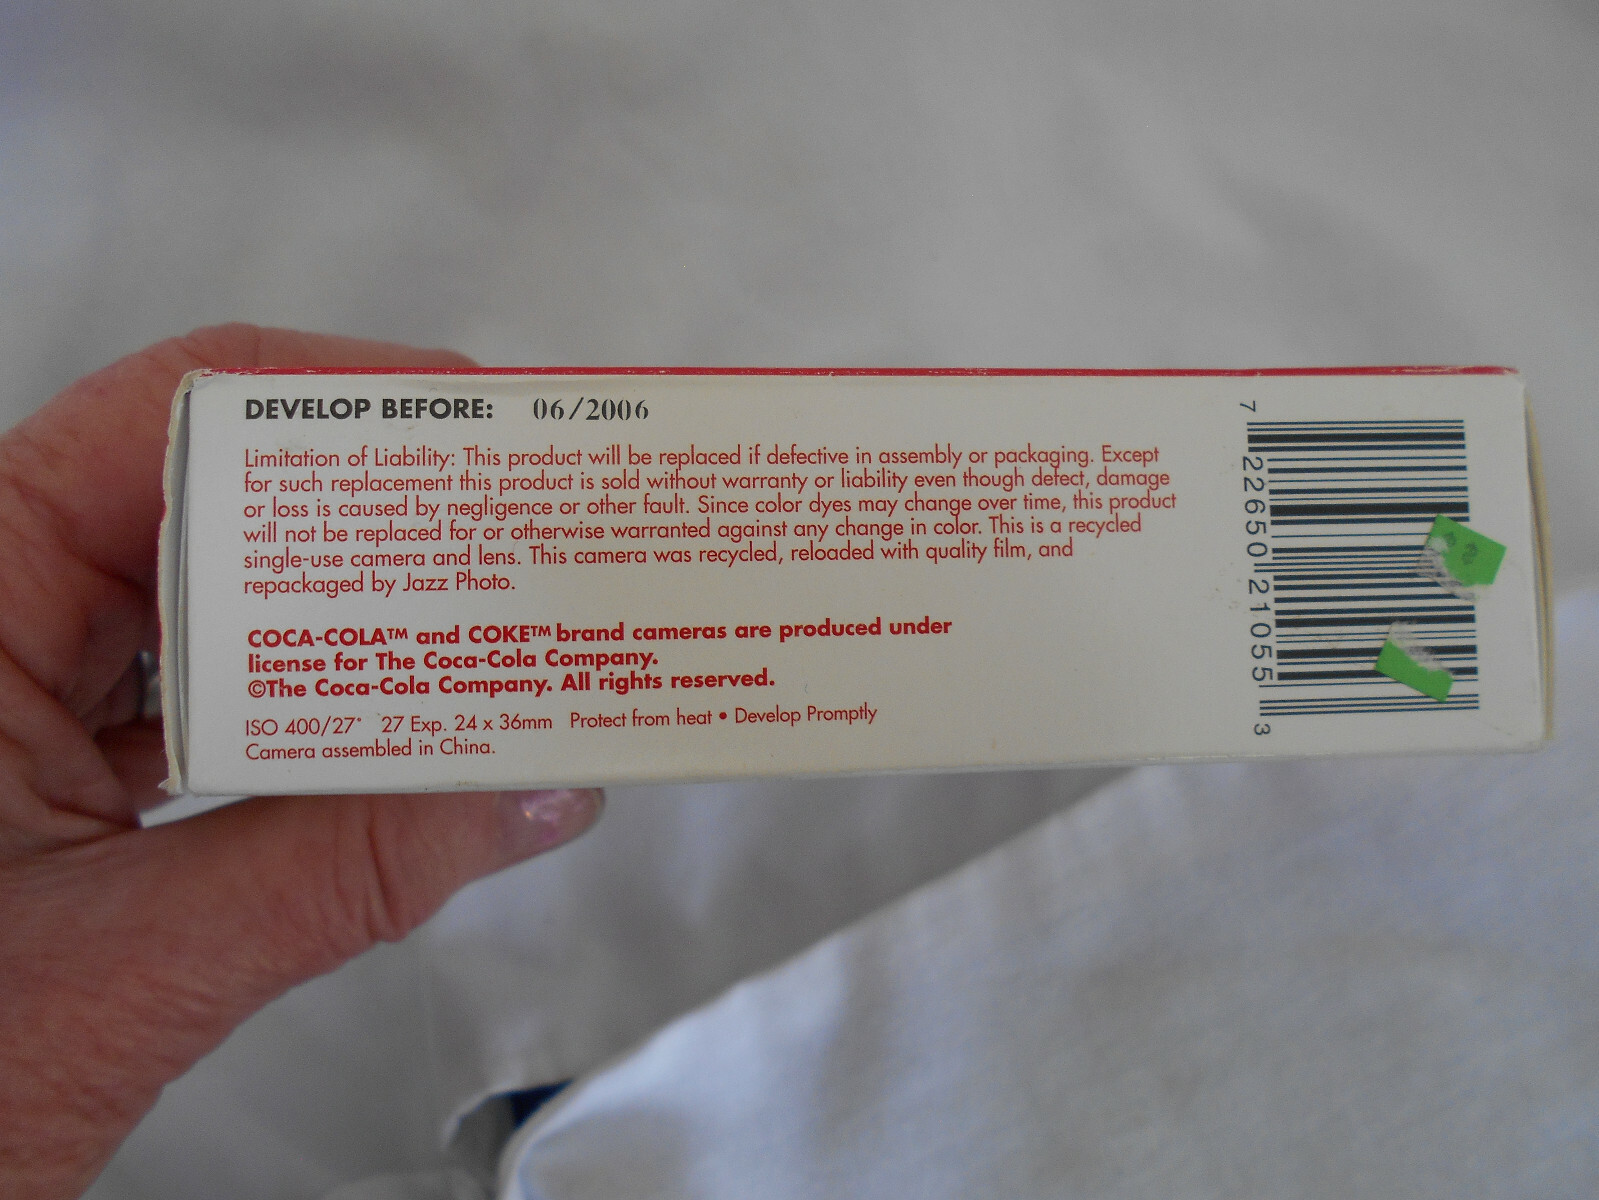 DEVELOP BEFORE: 06/2006
Limitation of Liability: This product will be replaced if defective in assembly or packaging. Except
for such replacement this product is sold without warranty or liability even though defect, damage
or loss is caused by negligence or other fault. Since color dyes may change over time, this product
will not be replaced for or otherwise warranted against any change in color. This is a recycled
single-use camera and lens. This camera was recycled, reloaded with quality film, and
repackaged by Jazz Photo.
COCA-COLA™ and COKE™ brand cameras are produced under
license for The Coca-Cola Company.
©The Coca-Cola Company. All rights reserved.
ISO 400/27° 27 Exp. 24 x 36mm Protect from heat • Develop Promptly
Camera assembled in China.
7 22650 21055 3